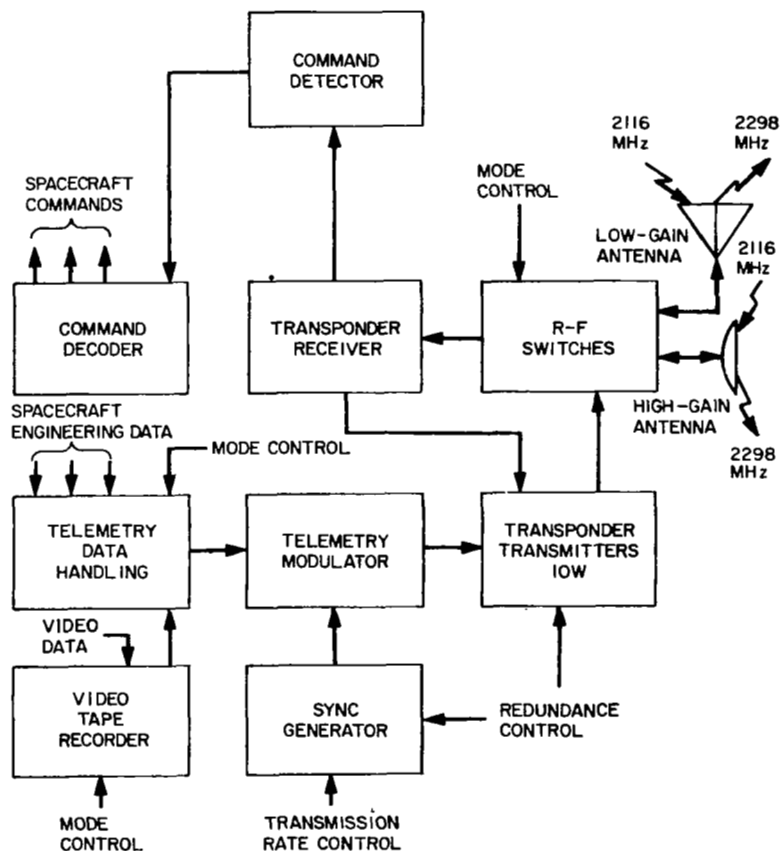 COMMAND
DETECTOR
2116
MHz
2298
MHz
MODE
CONTROL
SPACECRAFT
COMMANDS
LOW-GAIN
ANTENNA
2116
MHz
COMMAND
DECODER
TRANSPONDER
RECEIVER
R-F
SWITCHES
HIGH-GAIN
ANTENNA
2298
MHz
SPACECRAFT
ENGINEERING DATA
MODE CONTROL
TELEMETRY
DATA
HANDLING
TELEMETRY
MODULATOR
TRANSPONDER
TRANSMITTERS
10W
VIDEO
DATA
VIDEO
TAPE
RECORDER
SYNC
GENERATOR
REDUNDANCE
CONTROL
MODE
CONTROL
TRANSMISSION
RATE CONTROL